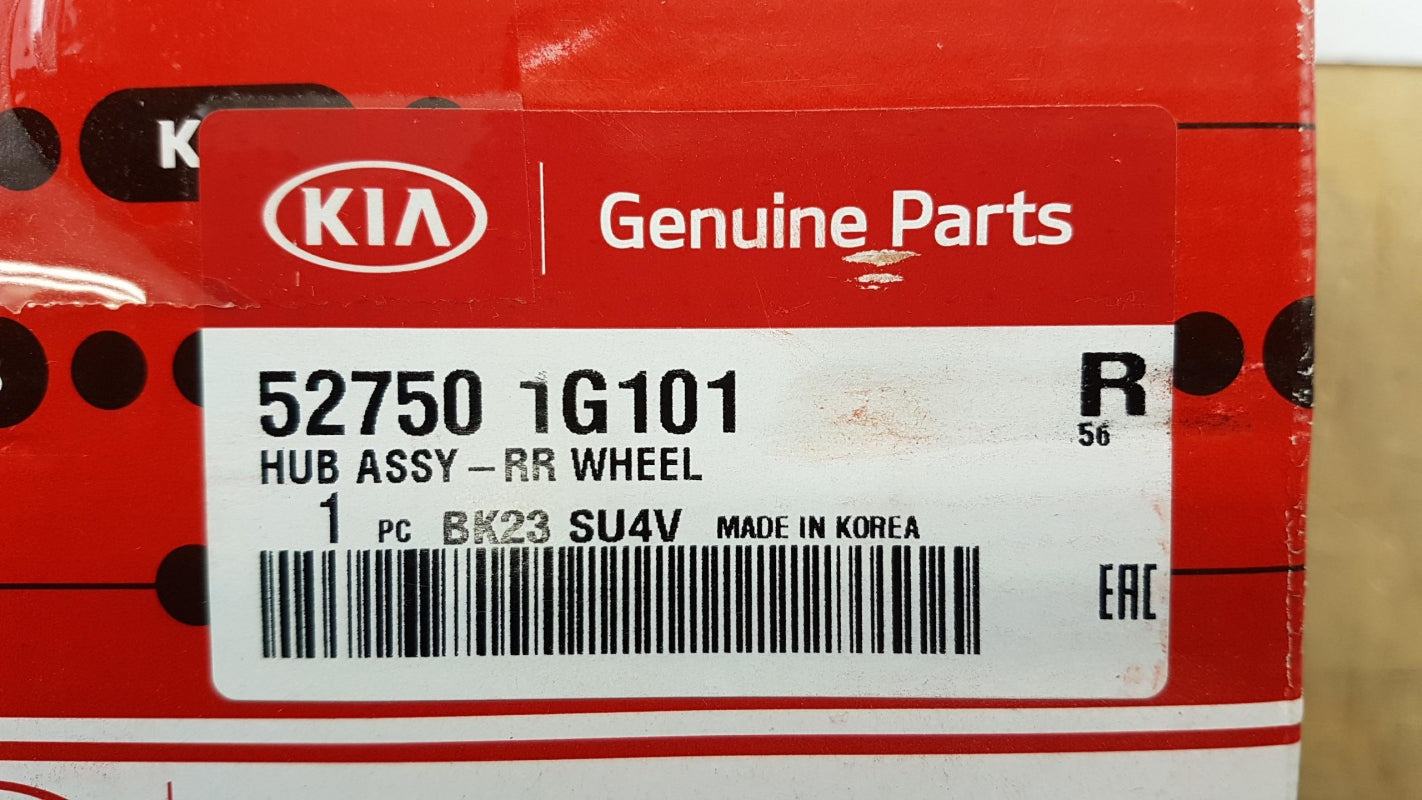 KIA Genuine Parts
52750 1G101 R
56
HUB ASSY-RR WHEEL
1 PC BK23 SU4V MADE IN KOREA
EAC